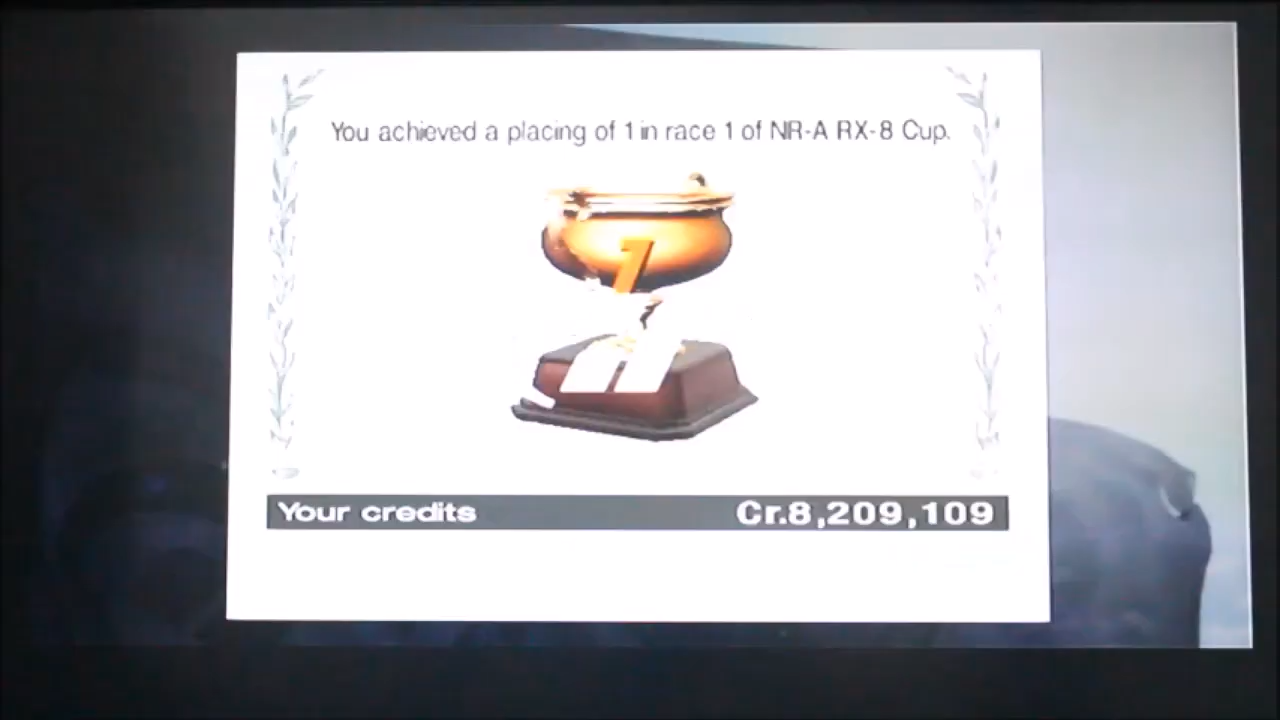 You achieved a placing of 1 in race 1 of NR-A RX-8 Cup.
1
Your credits Cr.8,209,109